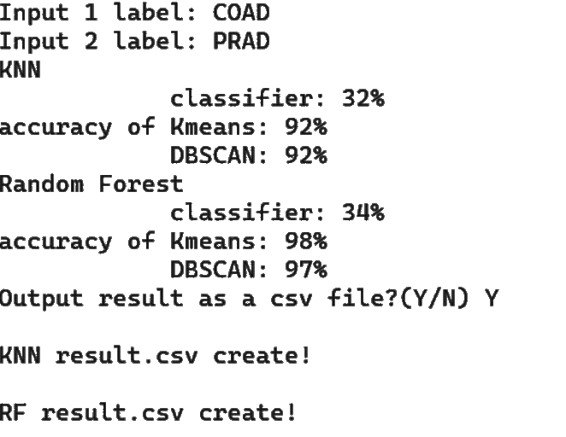 Input 1 label: COAD
Input 2 label: PRAD
KNN
classifier: 32%
accuracy of Kmeans: 92%
DBSCAN: 92%
Random Forest
classifier: 34%
accuracy of Kmeans: 98%
DBSCAN: 97%
Output result as a csv file?(Y/N) Y
KNN result.csv create!
RF result.csv create!